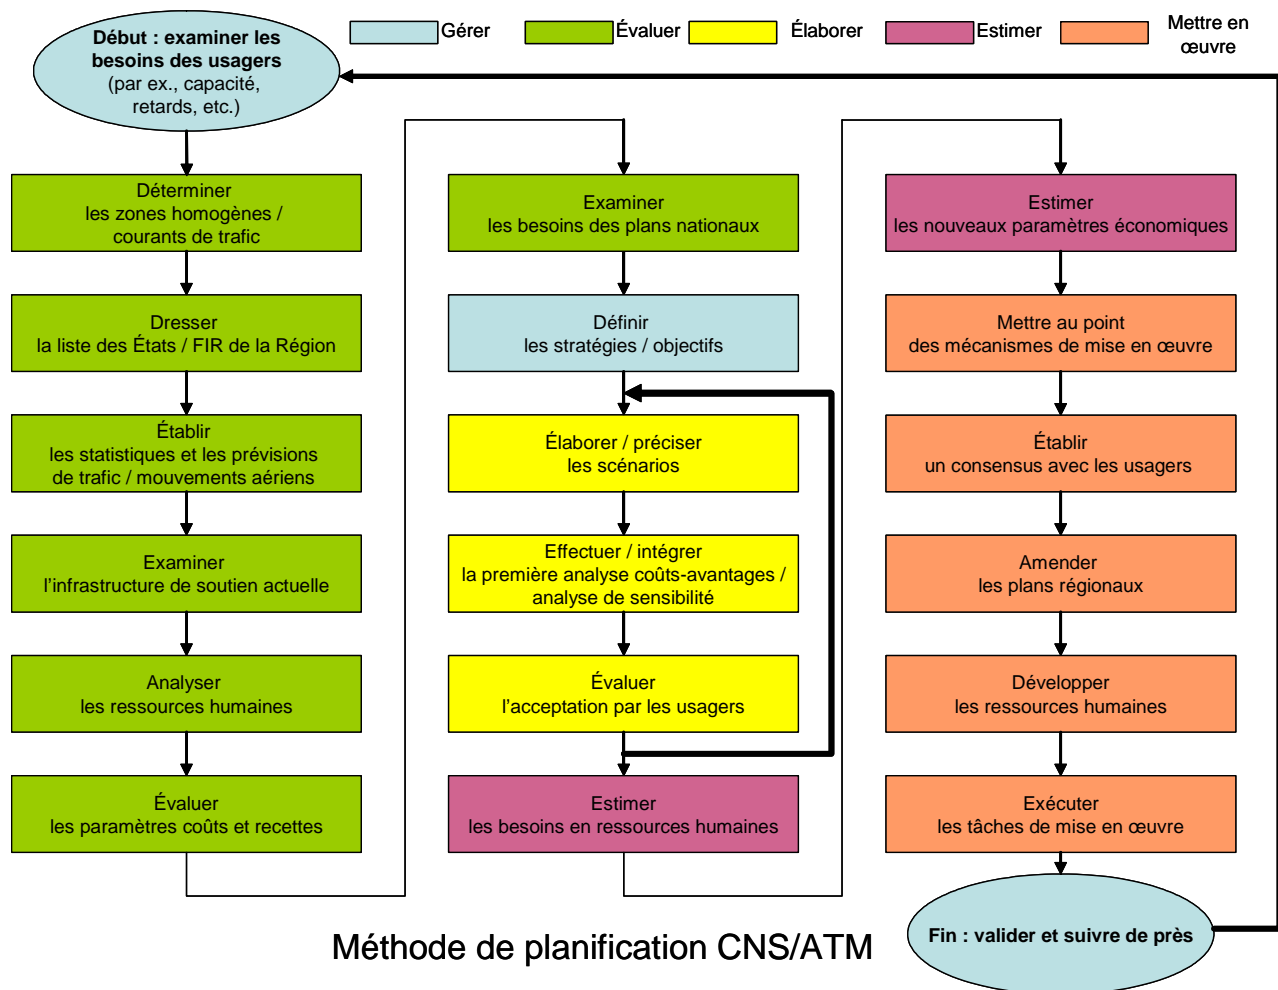 Début : examiner les
besoins des usagers
(par ex., capacité,
retards, etc.)
Gérer
Évaluer
Élaborer
Estimer
Mettre en
œuvre
Déterminer
les zones homogènes /
courants de trafic
Dresser
la liste des États / FIR de la Région
Établir
les statistiques et les prévisions
de trafic / mouvements aériens
Examiner
l’infrastructure de soutien actuelle
Analyser
les ressources humaines
Évaluer
les paramètres coûts et recettes
Examiner
les besoins des plans nationaux
Définir
les stratégies / objectifs
Élaborer / préciser
les scénarios
Effectuer / intégrer
la première analyse coûts-avantages /
analyse de sensibilité
Évaluer
l’acceptation par les usagers
Estimer
les besoins en ressources humaines
Estimer
les nouveaux paramètres économiques
Mettre au point
des mécanismes de mise en œuvre
Établir
un consensus avec les usagers
Amender
les plans régionaux
Développer
les ressources humaines
Exécuter
les tâches de mise en œuvre
Fin : valider et suivre de près
Méthode de planification CNS/ATM